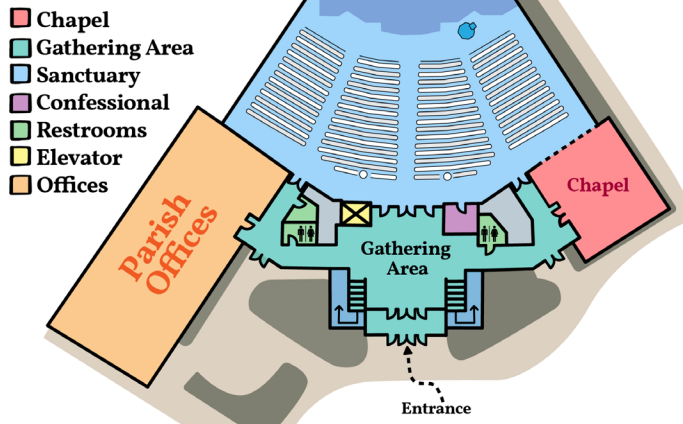 Chapel
Gathering Area
Sanctuary
Confessional
Restrooms
Elevator
Offices
Parish
Offices
Chapel
Gathering
Area
Entrance